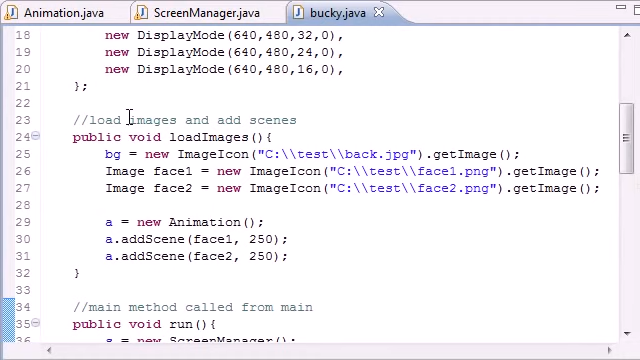 Animation.java ScreenManager.java bucky.java
18 new DisplayMode(640,480,32,0),
19 new DisplayMode(640,480,24,0),
20 new DisplayMode(640,480,16,0),
21 };
22
23 //load images and add scenes
24 public void loadImages(){
25 bg = new ImageIcon("C:\\test\\back.jpg").getImage();
26 Image face1 = new ImageIcon("C:\\test\\face1.png").getImage();
27 Image face2 = new ImageIcon("C:\\test\\face2.png").getImage();
28
29 a = new Animation();
30 a.addScene(face1, 250);
31 a.addScene(face2, 250);
32 }
33
34 //main method called from main
35 public void run(){
36 s = new ScreenManager();